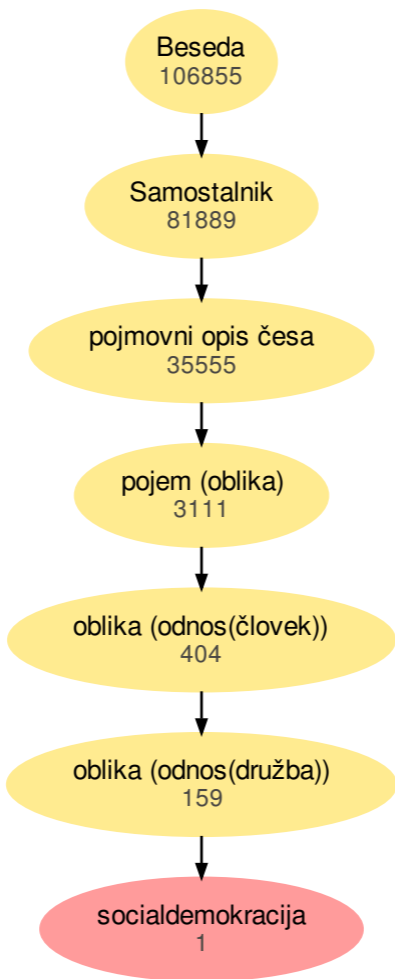 Beseda
106855
Samostalnik
81889
pojmovni opis česa
35555
pojem (oblika)
3111
oblika (odnos(človek))
404
oblika (odnos(družba))
159
socialdemokracija
1